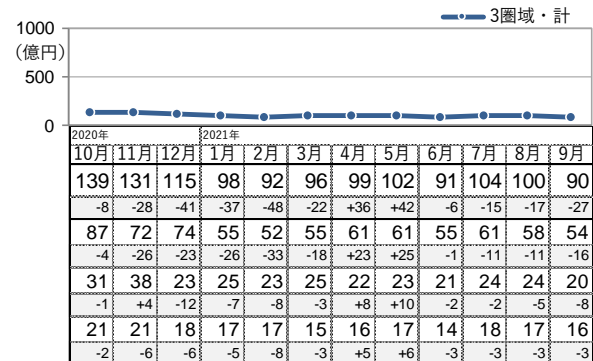 3圏域・計
1000
(億円)
500
0
2020年 2021年
10月 11月 12月 1月 2月 3月 4月 5月 6月 7月 8月 9月
139 131 115 98 92 96 99 102 91 104 100 90
-8 -28 -41 -37 -48 -22 +36 +42 -6 -15 -17 -27
87 72 74 55 52 55 61 61 55 61 58 54
-4 -26 -23 -26 -33 -18 +23 +25 -1 -11 -11 -16
31 38 23 25 23 25 22 23 21 24 24 20
-1 +4 -12 -7 -8 -3 +8 +10 -2 -2 -5 -8
21 21 18 17 17 15 16 17 14 18 17 16
-2 -6 -6 -5 -8 -3 +5 +6 -3 -3 -3 -3